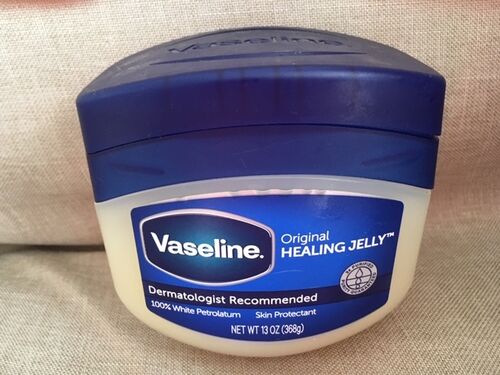 Vaseline
Vaseline.
Original
HEALING JELLY™
Dermatologist Recommended
100% White Petrolatum Skin Protectant
NET WT 13 OZ (368g)